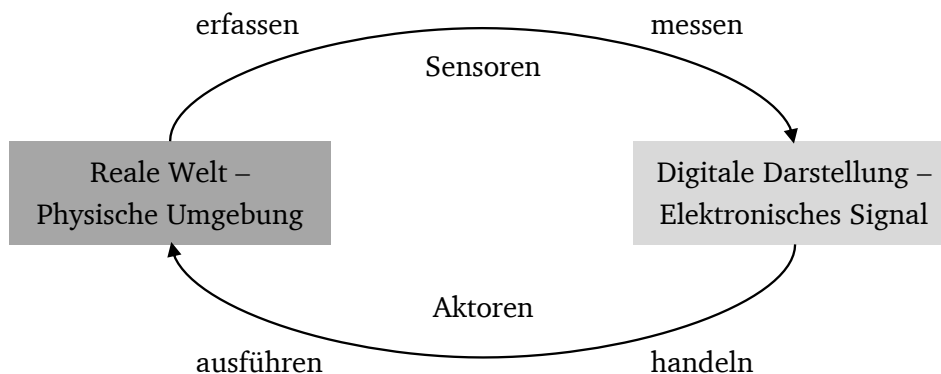 erfassen
messen
Sensoren
Reale Welt –
Physische Umgebung
Digitale Darstellung –
Elektronisches Signal
Aktoren
ausführen
handeln